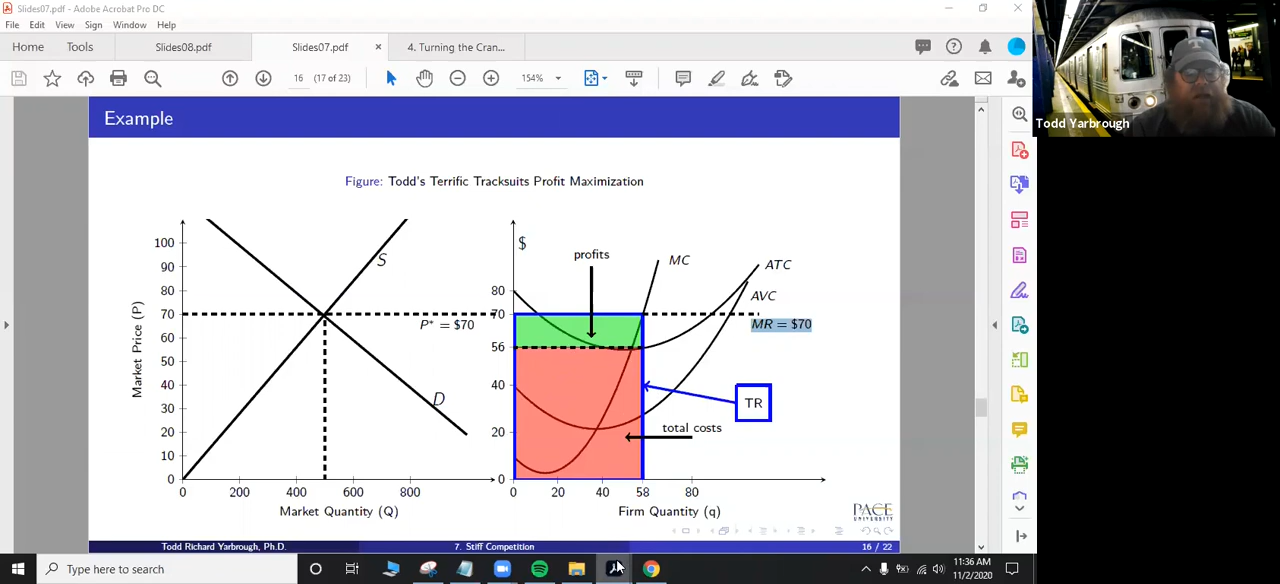 Slides07.pdf - Adobe Acrobat Pro DC
File Edit View Sign Window Help
Home Tools Slides08.pdf Slides07.pdf × 4. Turning the Cran...
16 (17 of 23) 154%
Todd Yarbrough
Example
Figure: Todd's Terrific Tracksuits Profit Maximization
Market Price (P)
100
90
80
70
60
50
40
30
20
10
0
0 200 400 600 800
Market Quantity (Q)
S
D
P* = $70
$
profits
MC
ATC
AVC
MR = $70
TR
total costs
80
70
56
40
20
0
0 20 40 58 80
Firm Quantity (q)
PACE
UNIVERSITY
Todd Richard Yarbrough, Ph.D. 7. Stiff Competition 16 / 22
Type here to search
11:36 AM
11/2/2020